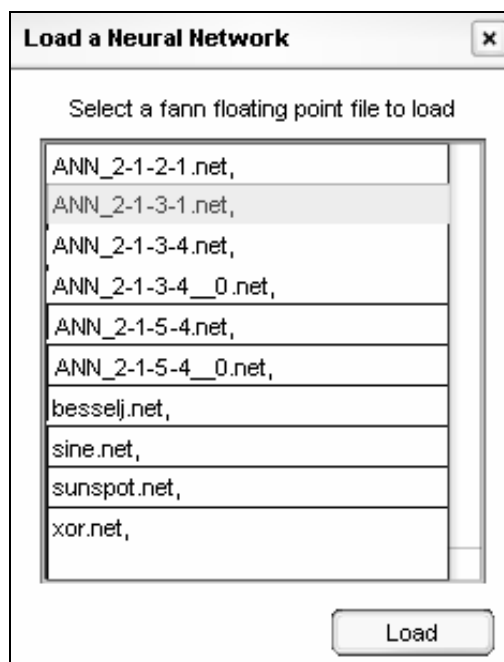 Load a Neural Network
Select a fann floating point file to load
ANN_2-1-2-1.net,
ANN_2-1-3-1.net,
ANN_2-1-3-4.net,
ANN_2-1-3-4__0.net,
ANN_2-1-5-4.net,
ANN_2-1-5-4__0.net,
besselj.net,
sine.net,
sunspot.net,
xor.net,
Load